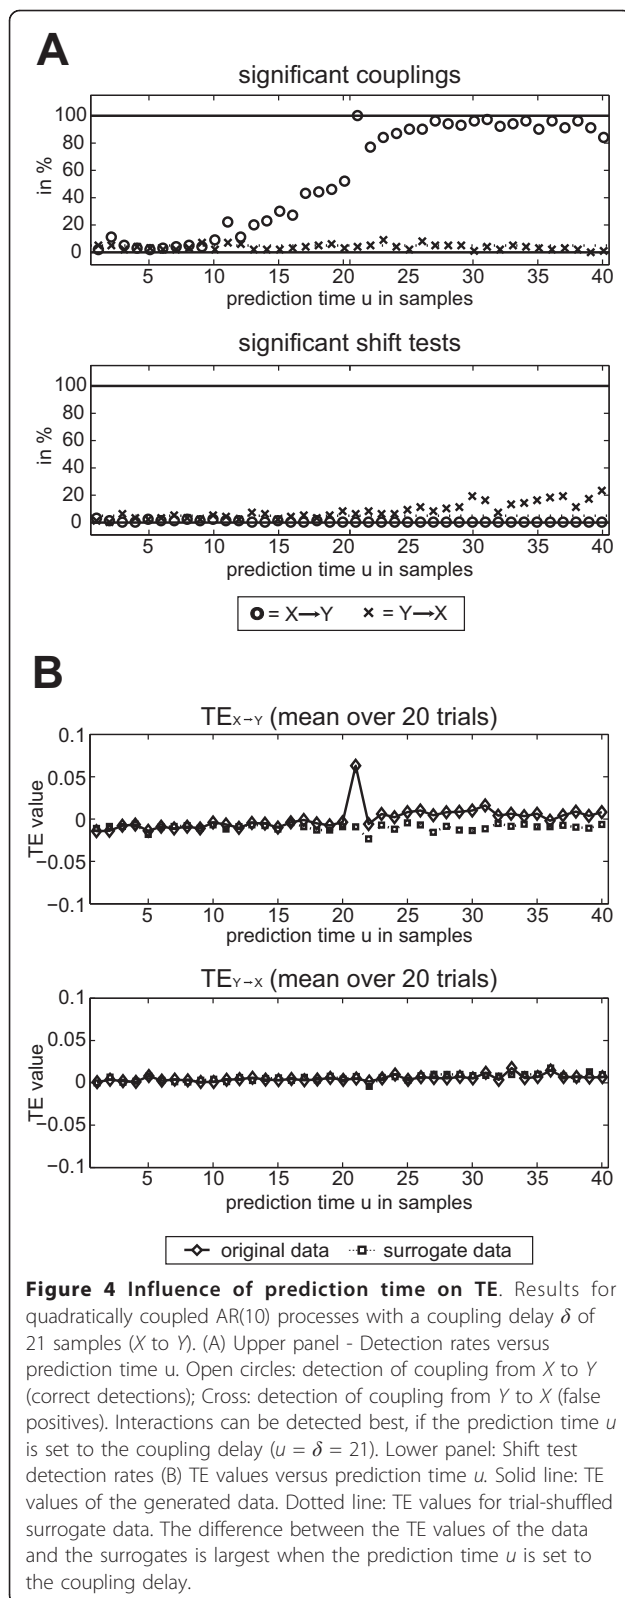 A
significant couplings
100
80
60
40
20
0
in %
5 10 15 20 25 30 35 40
prediction time u in samples
significant shift tests
100
80
60
40
20
0
in %
5 10 15 20 25 30 35 40
prediction time u in samples
= X→Y × = Y→X
B
TEX→Y (mean over 20 trials)
0.1
0.05
0
−0.05
−0.1
TE value
5 10 15 20 25 30 35 40
prediction time u in samples
TEY→X (mean over 20 trials)
0.1
0.05
0
−0.05
−0.1
TE value
5 10 15 20 25 30 35 40
prediction time u in samples
original data surrogate data
Figure 4 Influence of prediction time on TE. Results for
quadratically coupled AR(10) processes with a coupling delay δ of
21 samples (X to Y). (A) Upper panel - Detection rates versus
prediction time u. Open circles: detection of coupling from X to Y
(correct detections); Cross: detection of coupling from Y to X (false
positives). Interactions can be detected best, if the prediction time u
is set to the coupling delay (u = δ = 21). Lower panel: Shift test
detection rates (B) TE values versus prediction time u. Solid line: TE
values of the generated data. Dotted line: TE values for trial-shuffled
surrogate data. The difference between the TE values of the data
and the surrogates is largest when the prediction time u is set to
the coupling delay.